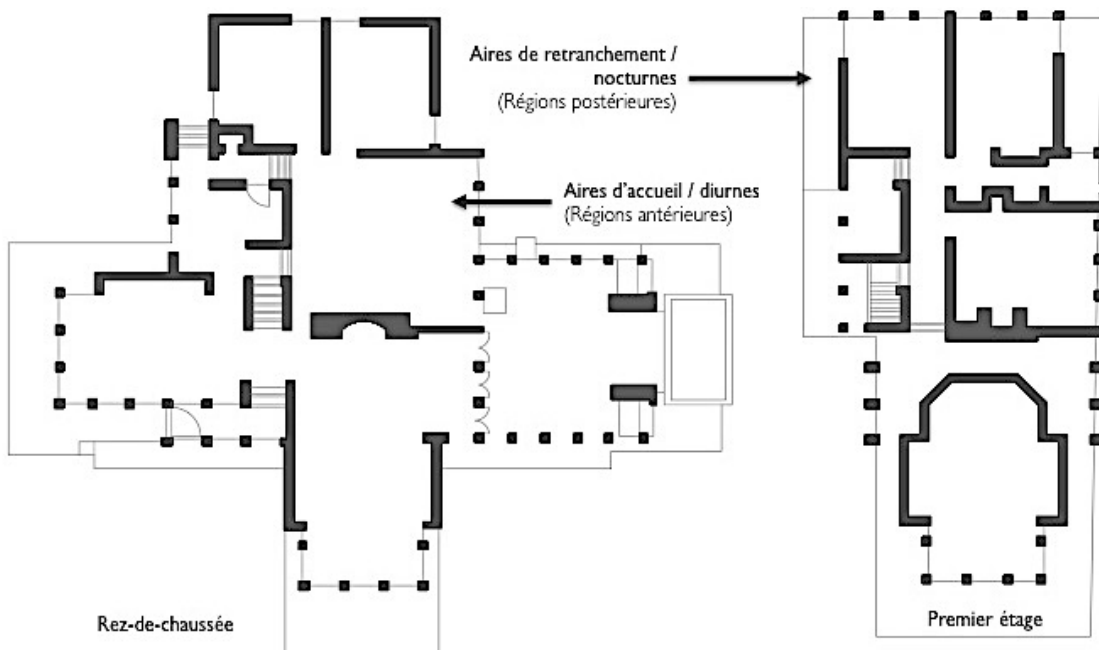 Aires de retranchement /
nocturnes
(Régions postérieures)
Aires d'accueil / diurnes
(Régions antérieures)
Rez-de-chaussée
Premier étage